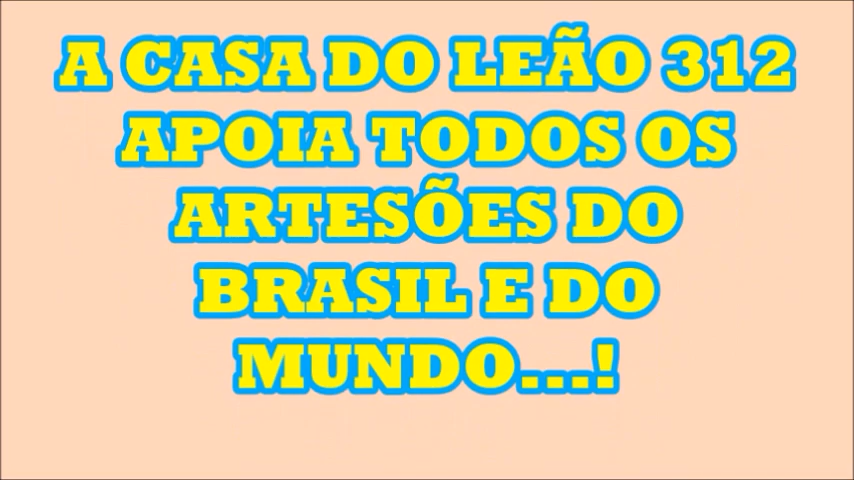 A CASA DO LEÃO 312
APOIA TODOS OS
ARTESÕES DO
BRASIL E DO
MUNDO...!